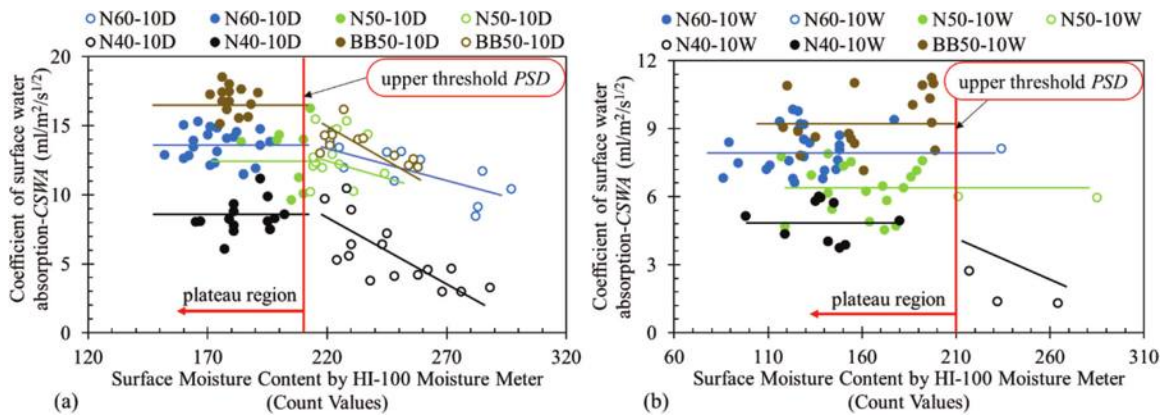 N60-10D N60-10D N50-10D N50-10D
N40-10D N40-10D BB50-10D BB50-10D
Coefficient of surface water
absorption-CSWA (ml/m²/s¹/²)
20
15
10
5
0
upper threshold PSD
plateau region
120 170 220 270 320
Surface Moisture Content by HI-100 Moisture Meter
(Count Values)
(a)
N60-10W N60-10W N50-10W N50-10W
N40-10W N40-10W BB50-10W
Coefficient of surface water
absorption-CSWA (ml/m²/s¹/²)
12
9
6
3
0
upper threshold PSD
plateau region
60 110 160 210 260 310
Surface Moisture Content by HI-100 Moisture Meter
(Count Values)
(b)